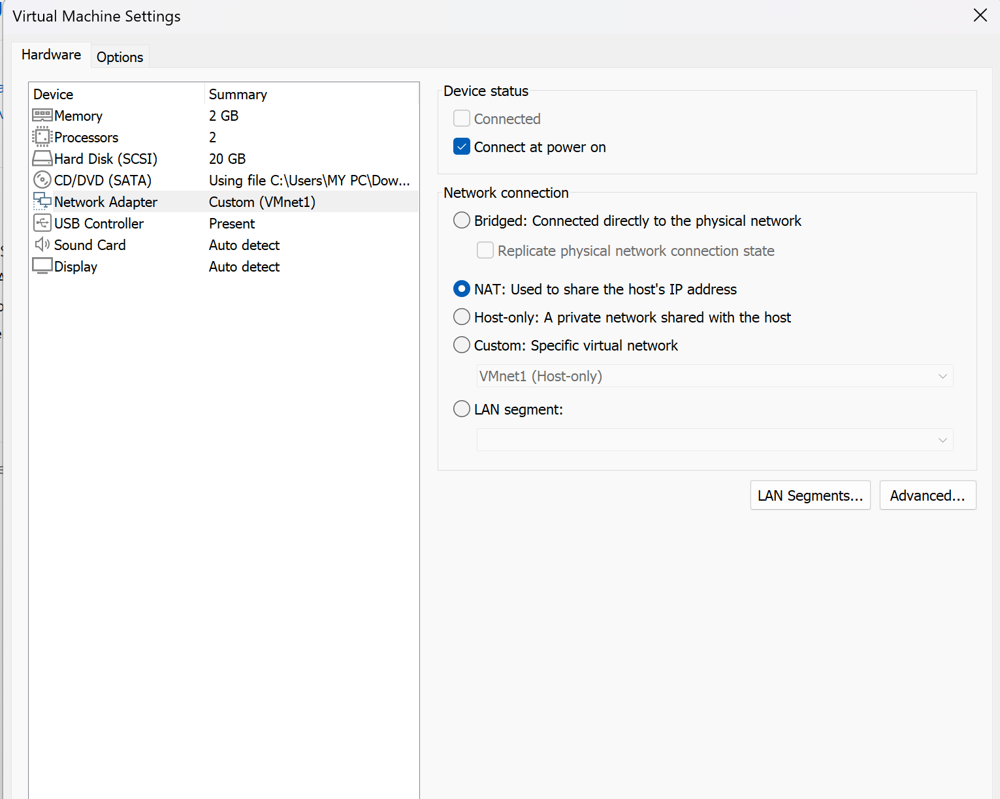 Virtual Machine Settings
Hardware
Options
Device Summary
Memory 2 GB
Processors 2
Hard Disk (SCSI) 20 GB
CD/DVD (SATA) Using file C:\Users\MY PC\Dow...
Network Adapter Custom (VMnet1)
USB Controller Present
Sound Card Auto detect
Display Auto detect
Device status
Connected
Connect at power on
Network connection
Bridged: Connected directly to the physical network
Replicate physical network connection state
NAT: Used to share the host's IP address
Host-only: A private network shared with the host
Custom: Specific virtual network
VMnet1 (Host-only)
LAN segment:
LAN Segments...
Advanced...